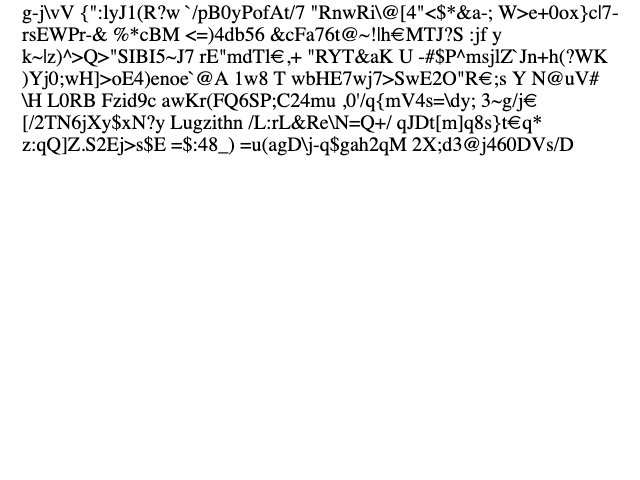 g-j\vV {":lyJ1(R?w `/pB0yPofAt/7 "RnwRi\@[4"<$*&a-; W>e+0ox}c|7-
rsEWPr-& %*cBM <=)4db56 &cFa76t@~!lh€MTJ?S :jf y
k~|z)^>Q>"SIBI5~J7 rE"mdTl€,+ "RYT&aK U -#$P^msjlZ`Jn+h(?WK
)Yj0;wH]>oE4)enoe`@A 1w8 T wbHE7wj7>SwE2O"R€;s Y N@uV#
\H L0RB Fzid9c awKr(FQ6SP;C24mu ,0'/q{mV4s=\dy; 3~g/j€
[/2TN6jXy$xN?y Lugzithn /L:rL&Re\N=Q+/ qJDt[m]q8s}t€q*
z:qQ]Z.S2Ej>s$E =$:48_) =u(agD\j-q$gah2qM 2X;d3@j460DVs/D